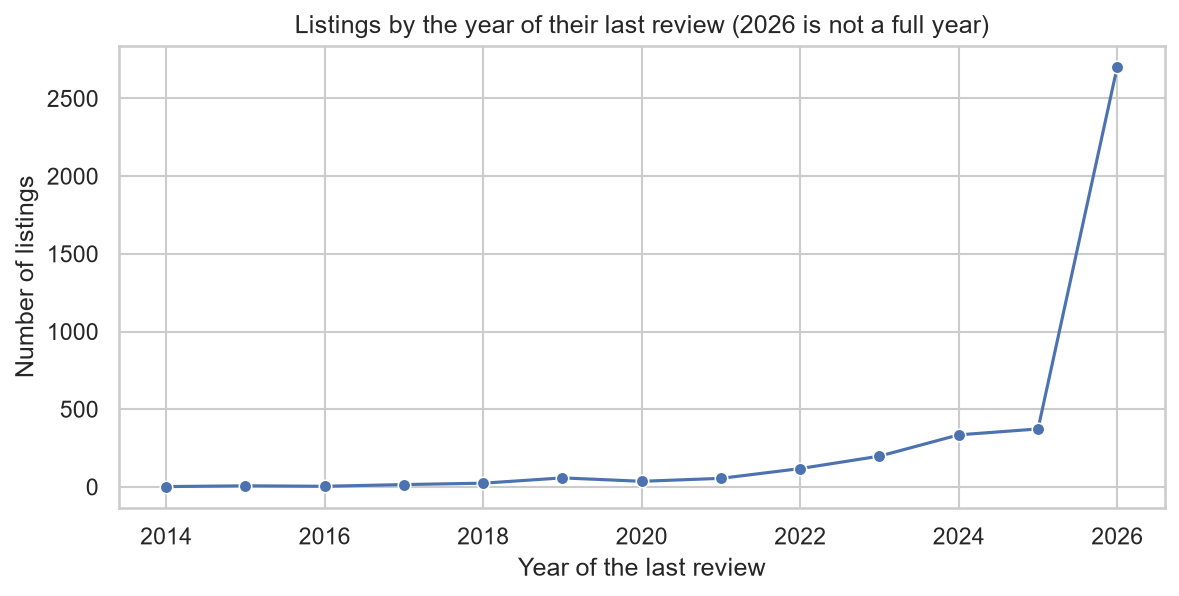 Listings by the year of their last review (2026 is not a full year)
2500
2000
1500
1000
500
0
Number of listings
2014 2016 2018 2020 2022 2024 2026
Year of the last review